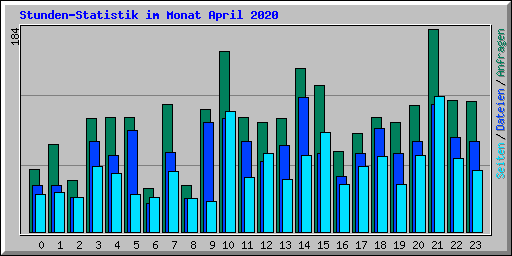 Stunden-Statistik im Monat April 2020
184
Seiten / Dateien / Anfragen
0 1 2 3 4 5 6 7 8 9 10 11 12 13 14 15 16 17 18 19 20 21 22 23